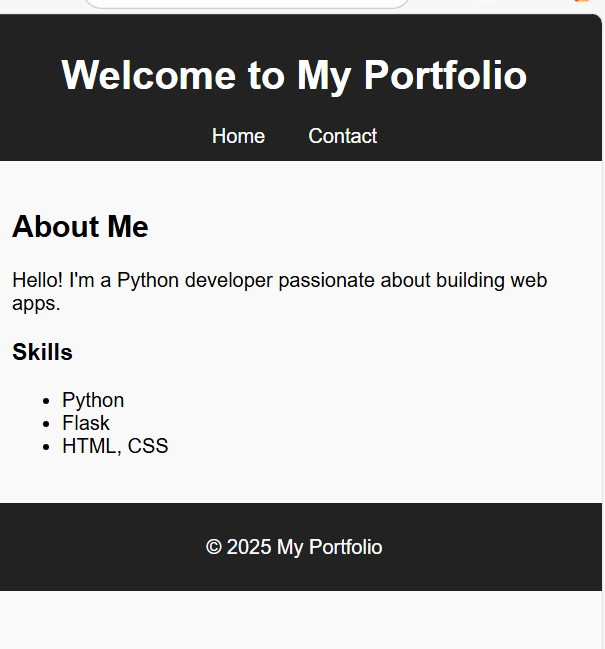 Welcome to My Portfolio
Home Contact
About Me
Hello! I'm a Python developer passionate about building web
apps.
Skills
• Python
• Flask
• HTML, CSS
© 2025 My Portfolio